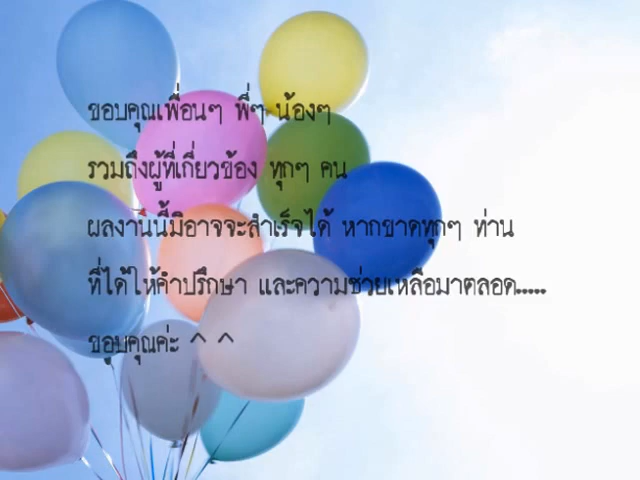 ขอบคุณเพื่อนๆ พี่ๆ น้องๆ
รวมถึงผู้ที่เกี่ยวข้อง ทุกๆ คน
ผลงานนี้มิอาจจะสำเร็จได้ หากขาดทุกๆ ท่าน
ที่ได้ให้คำปรึกษา และความช่วยเหลือมาตลอด.....
ขอบคุณค่ะ ^ ^